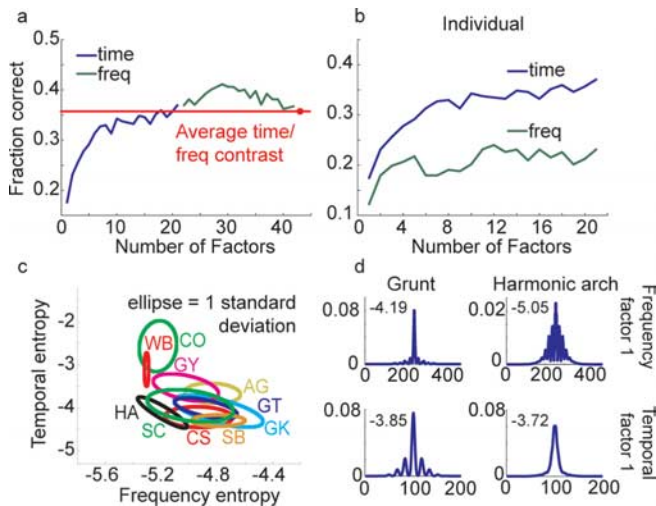 a
0.5
0.4
0.3
0.2
Fraction correct
time
freq
Average time/
freq contrast
0 10 20 30 40
Number of Factors
b
Individual
0.4
0.3
0.2
0.1
time
freq
1 4 8 12 16 20
Number of Factors
c
ellipse = 1 standard
deviation
Temporal entropy
-2
-3
-4
-5
WB
CO
GY
AG
HA
GT
SC
CS
SB
GK
-5.6 -5.2 -4.8 -4.4
Frequency entropy
d
Grunt
0.08
-4.19
0
0 200 400
Harmonic arch
0.02
-5.05
0
0 200 400
Frequency
factor 1
0.08
-3.85
0
0 100 200
0.08
-3.72
0
0 100 200
Temporal
factor 1